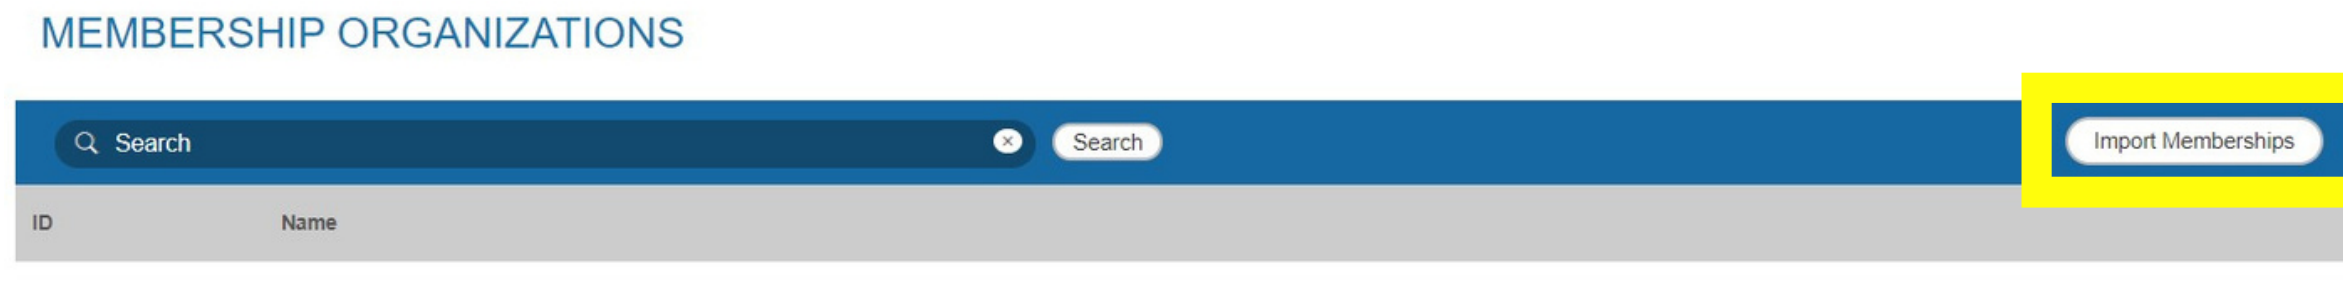 MEMBERSHIP ORGANIZATIONS
Search Search Import Memberships
ID Name